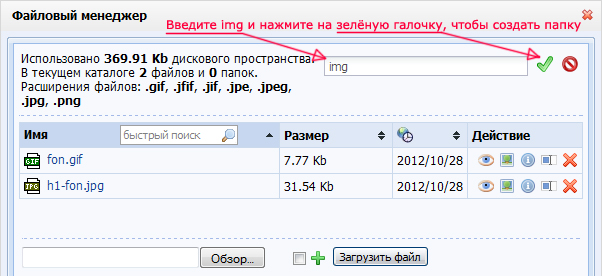 Файловый менеджер
Введите img и нажмите на зелёную галочку, чтобы создать папку
Использовано 369.91 Kb дискового пространства.
img
В текущем каталоге 2 файлов и 0 папок.
Расширения файлов: .gif, .jfif, .jif, .jpe, .jpeg,
.jpg, .png
Имя быстрый поиск Размер Действие
GIF fon.gif 7.77 Kb 2012/10/28
JPG h1-fon.jpg 31.54 Kb 2012/10/28
Обзор... Загрузить файл